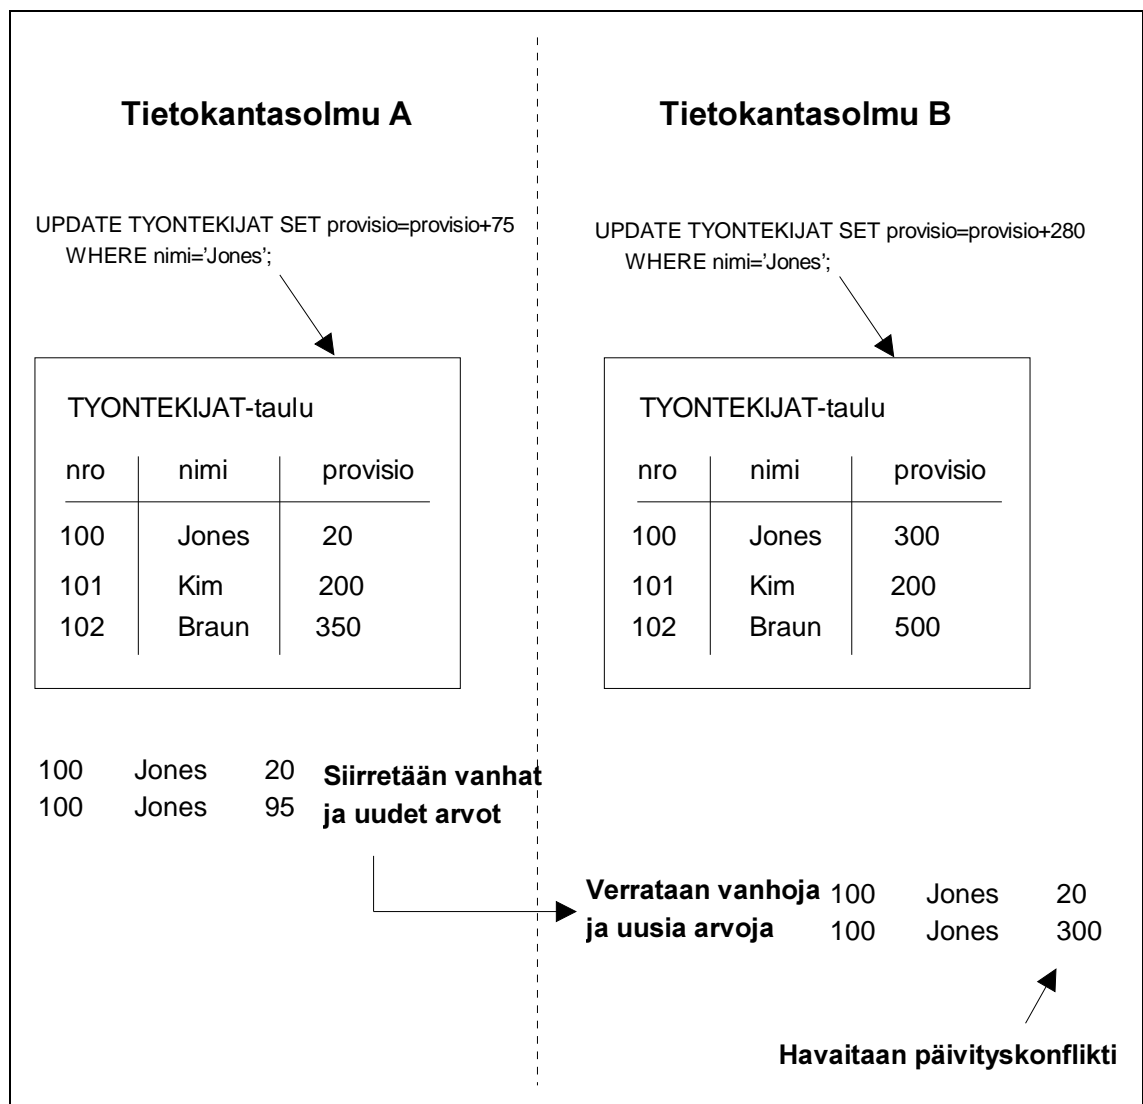 Tietokantasolmu A
UPDATE TYONTEKIJAT SET provisio=provisio+75
WHERE nimi='Jones';
TYONTEKIJAT-taulu
nro nimi provisio
100 Jones 20
101 Kim 200
102 Braun 350
100 Jones 20
100 Jones 95
Siirretään vanhat
ja uudet arvot
Tietokantasolmu B
UPDATE TYONTEKIJAT SET provisio=provisio+280
WHERE nimi='Jones';
TYONTEKIJAT-taulu
nro nimi provisio
100 Jones 300
101 Kim 200
102 Braun 500
Verrataan vanhoja
ja uusia arvoja
100 Jones 20
100 Jones 300
Havaitaan päivityskonflikti